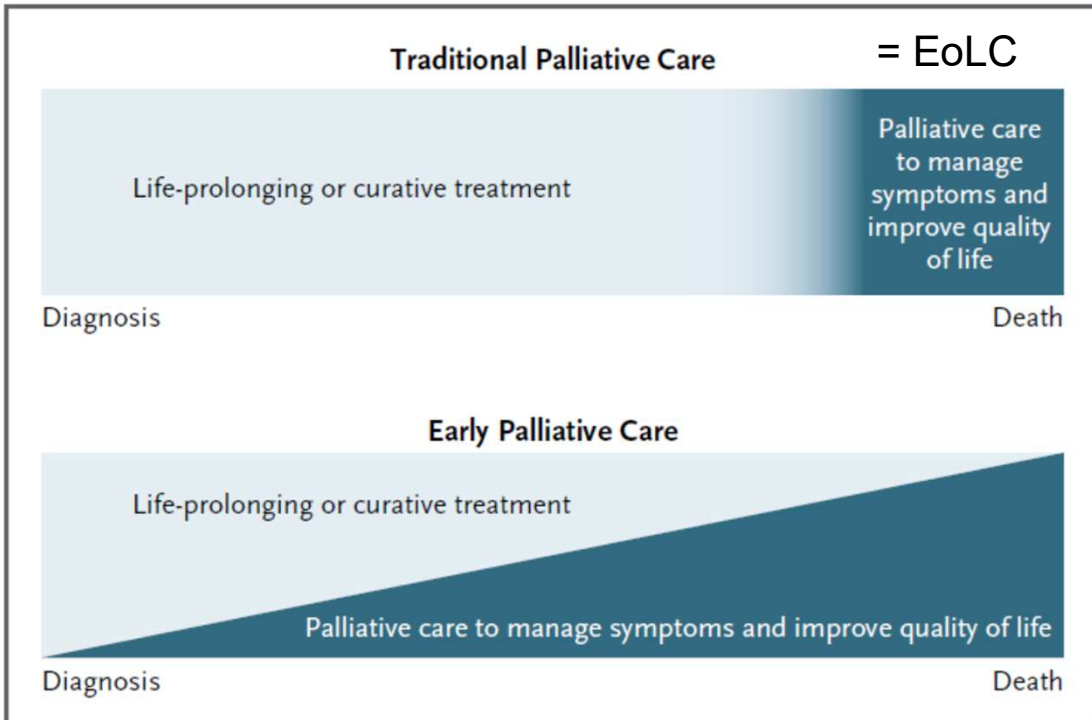 Traditional Palliative Care
= EoLC
Life-prolonging or curative treatment
Palliative care
to manage
symptoms and
improve quality
of life
Diagnosis
Death
Early Palliative Care
Life-prolonging or curative treatment
Palliative care to manage symptoms and improve quality of life
Diagnosis
Death